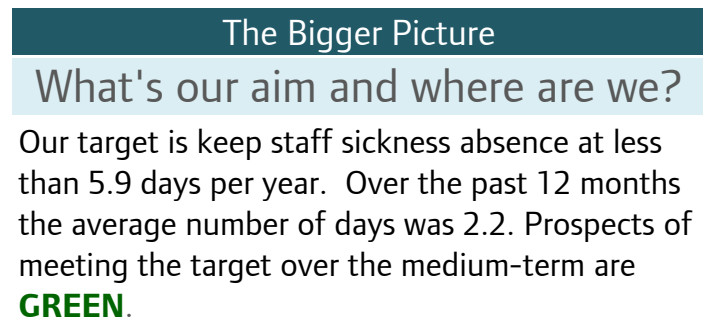 The Bigger Picture
What's our aim and where are we?
Our target is keep staff sickness absence at less
than 5.9 days per year.  Over the past 12 months
the average number of days was 2.2. Prospects of
meeting the target over the medium-term are
GREEN.